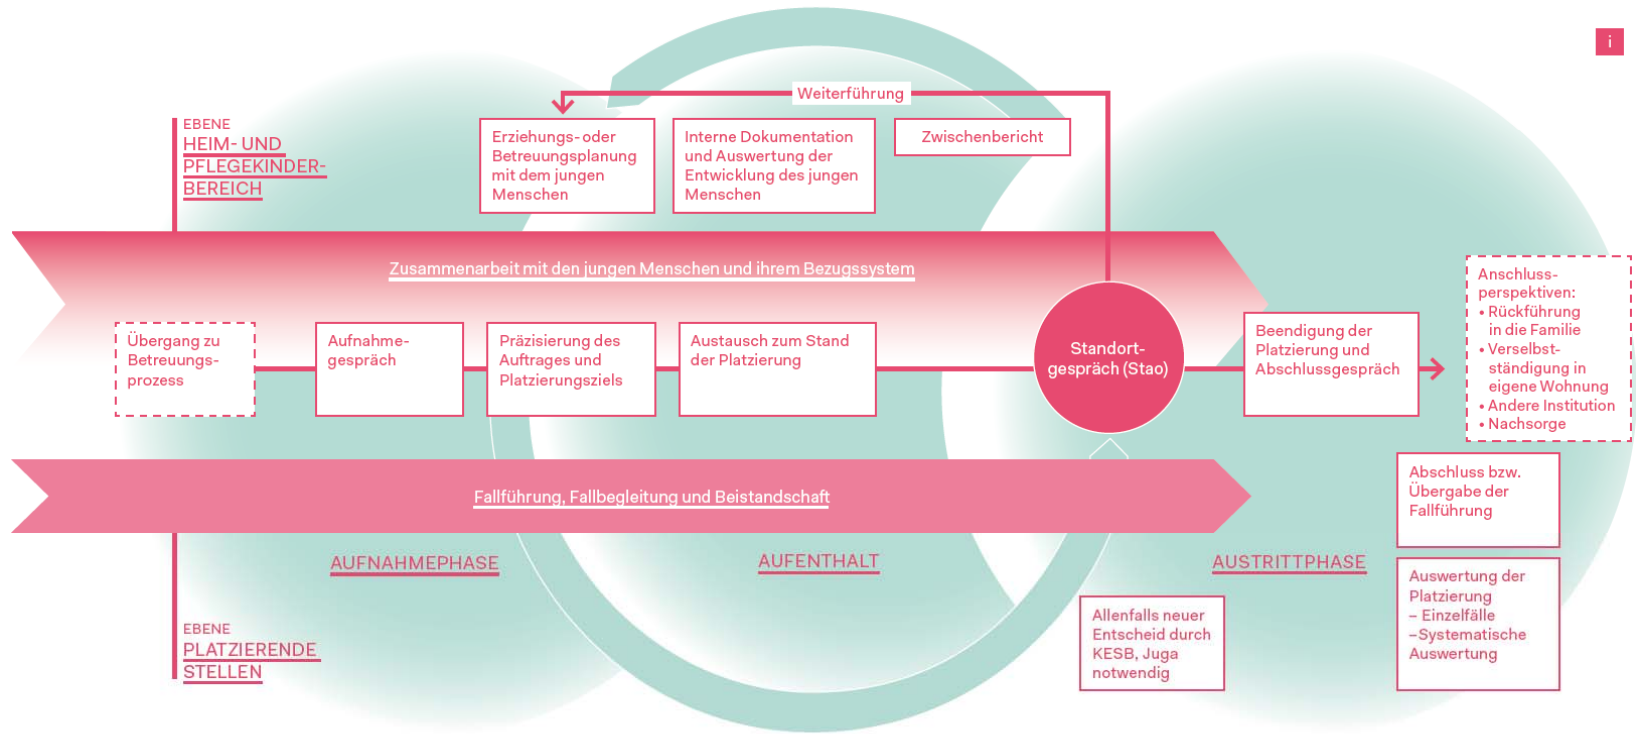 i
Weiterführung
EBENE
HEIM- UND
PFLEGEKINDER-
BEREICH
Erziehungs- oder
Betreuungsplanung
mit dem jungen
Menschen
Interne Dokumentation
und Auswertung der
Entwicklung des jungen
Menschen
Zwischenbericht
Zusammenarbeit mit den jungen Menschen und ihrem Bezugssystem
Übergang zu
Betreuungs-
prozess
Aufnahme-
gespräch
Präzisierung des
Auftrages und
Platzierungsziels
Austausch zum Stand
der Platzierung
Standort-
gespräch (Stao)
Beendigung der
Platzierung und
Abschlussgespräch
Anschluss-
perspektiven:
• Rückführung
in die Familie
• Verselbst-
ständigung in
eigene Wohnung
• Andere Institution
• Nachsorge
Fallführung, Fallbegleitung und Beistandschaft
Abschluss bzw.
Übergabe der
Fallführung
AUFNAHMEPHASE
AUFENTHALT
AUSTRITTPHASE
Auswertung der
Platzierung
– Einzelfälle
–Systematische
Auswertung
Allenfalls neuer
Entscheid durch
KESB, Juga
notwendig
EBENE
PLATZIERENDE
STELLEN